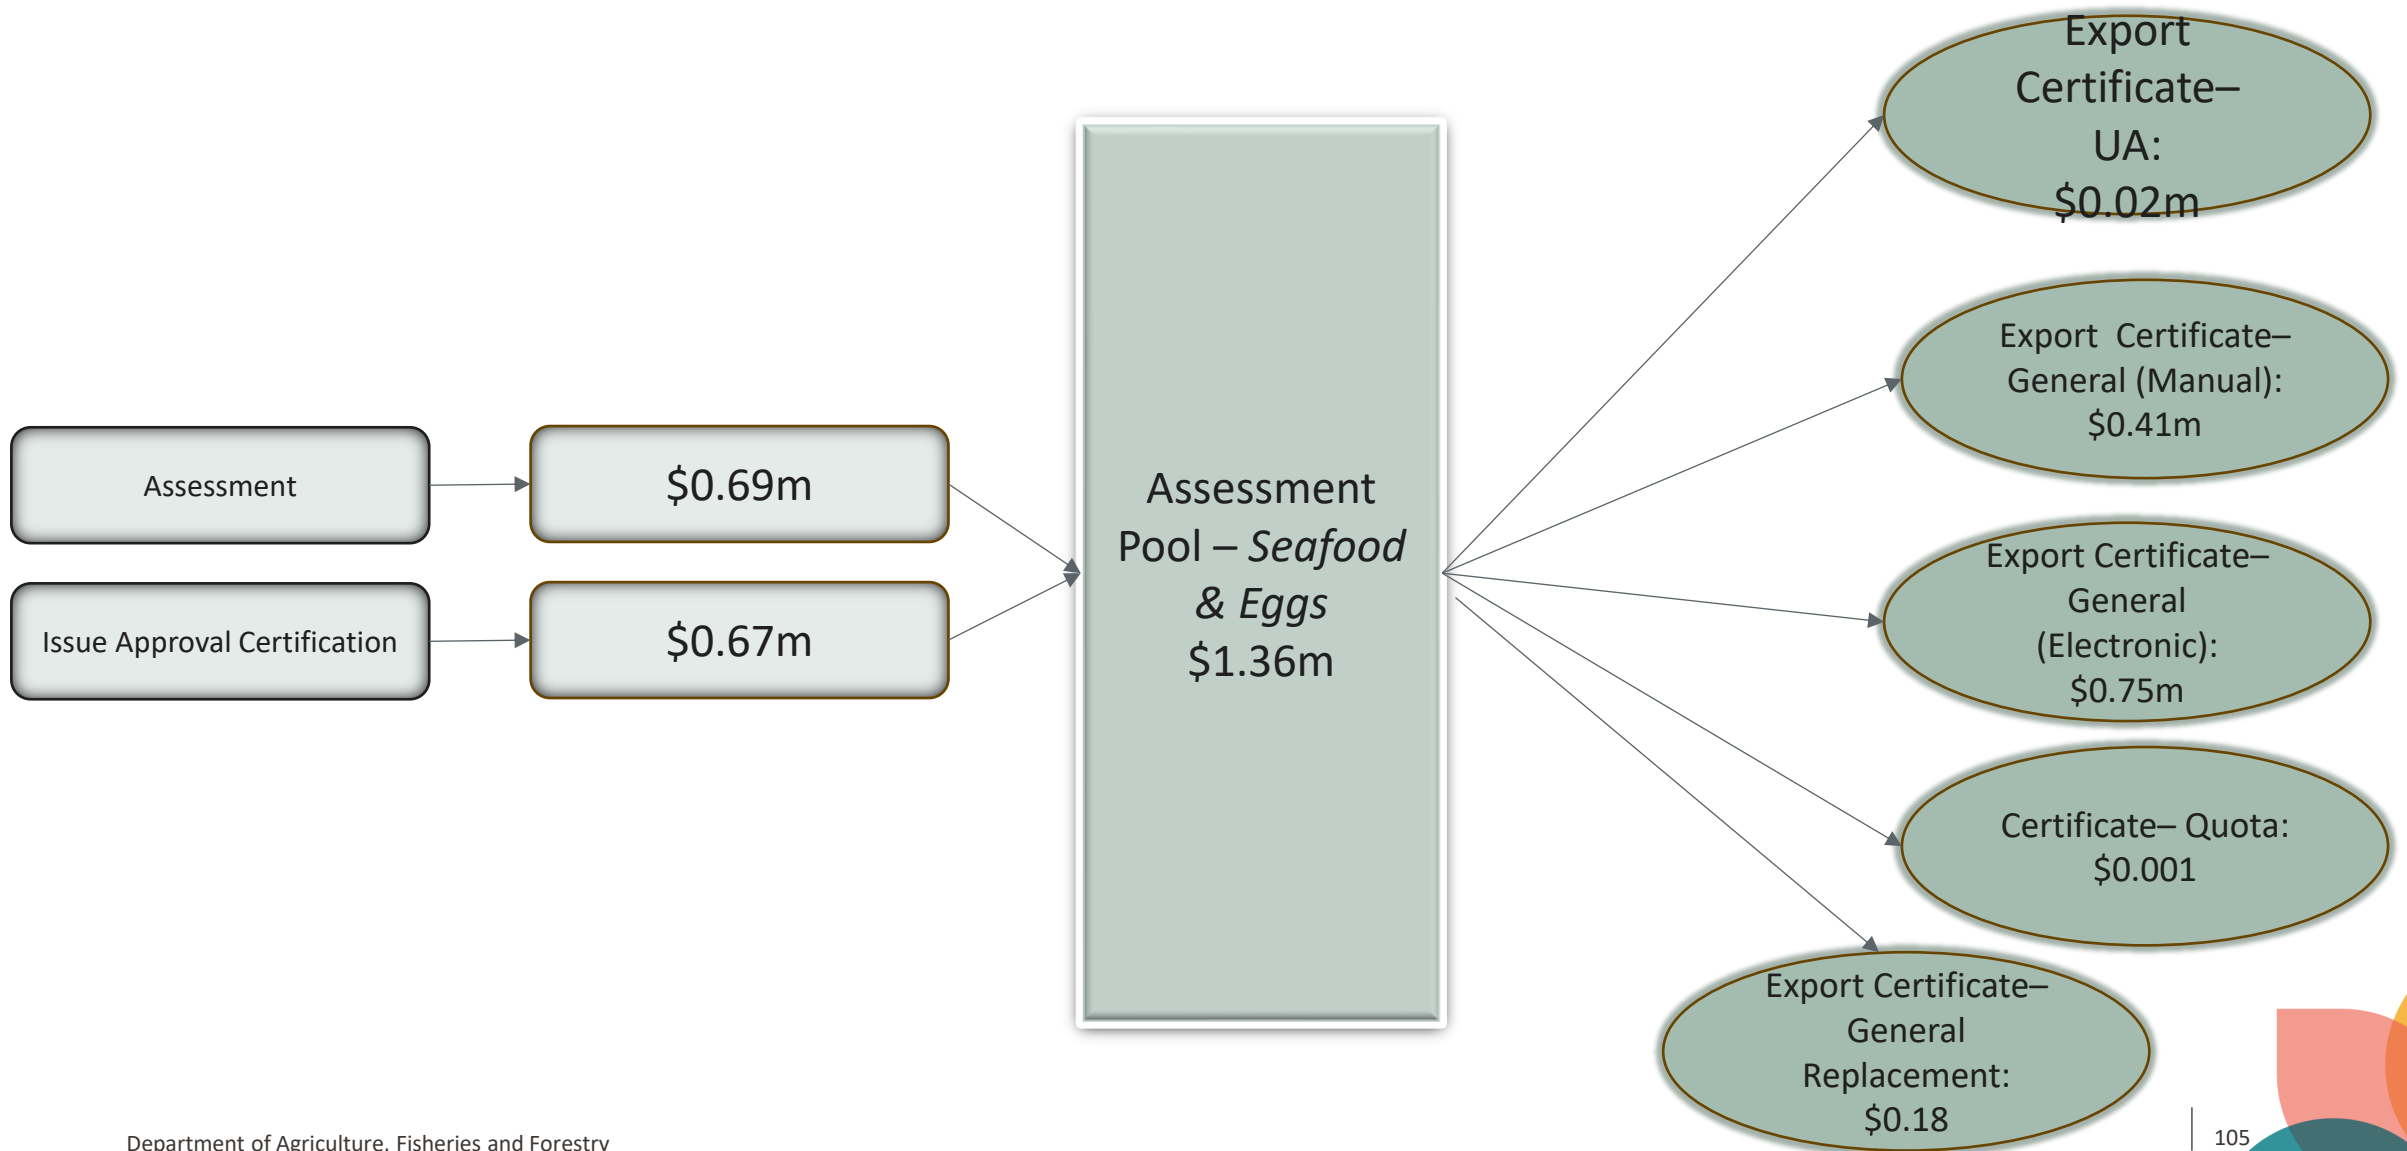 Export
Certificate–
UA:
$0.02m
Export  Certificate–
General (Manual):
$0.41m
Assessment
$0.69m
Issue Approval Certification
$0.67m
Assessment
Pool – Seafood
& Eggs
$1.36m
Export Certificate–
General
(Electronic):
$0.75m
Certificate– Quota:
$0.001
Export Certificate–
General
Replacement:
$0.18
Department of Agriculture, Fisheries and Forestry
105